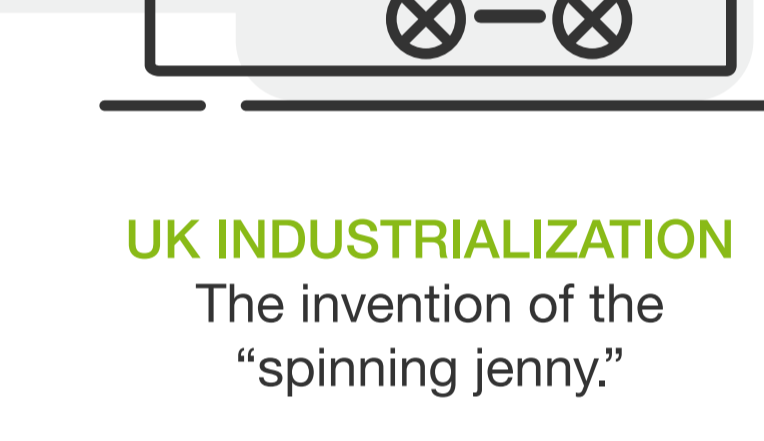 UK INDUSTRIALIZATION
The invention of the
“spinning jenny.”